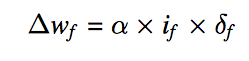 Δw_f = α × i_f × δ_f